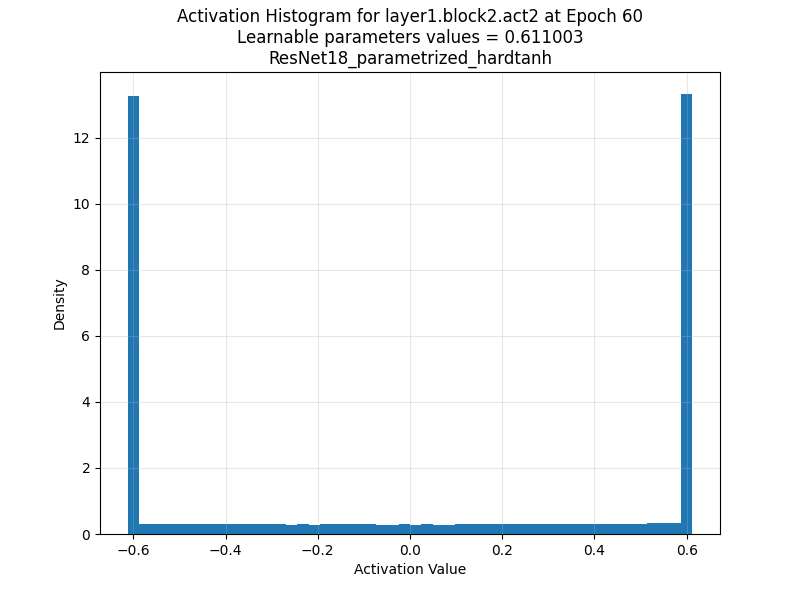 Activation Histogram for layer1.block2.act2 at Epoch 60
Learnable parameters values = 0.611003
ResNet18_parametrized_hardtanh
Density
12
10
8
6
4
2
0
−0.6 −0.4 −0.2 0.0 0.2 0.4 0.6
Activation Value